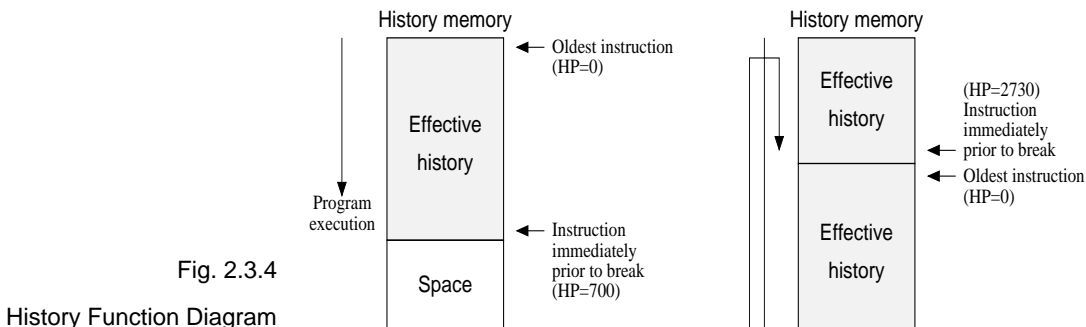 History memory
Oldest instruction
(HP=0)
Effective
history
Program
execution
Instruction
immediately
prior to break
(HP=700)
Space
History memory
Effective
history
(HP=2730)
Instruction
immediately
prior to break
Oldest instruction
(HP=0)
Effective
history
Fig. 2.3.4
History Function Diagram